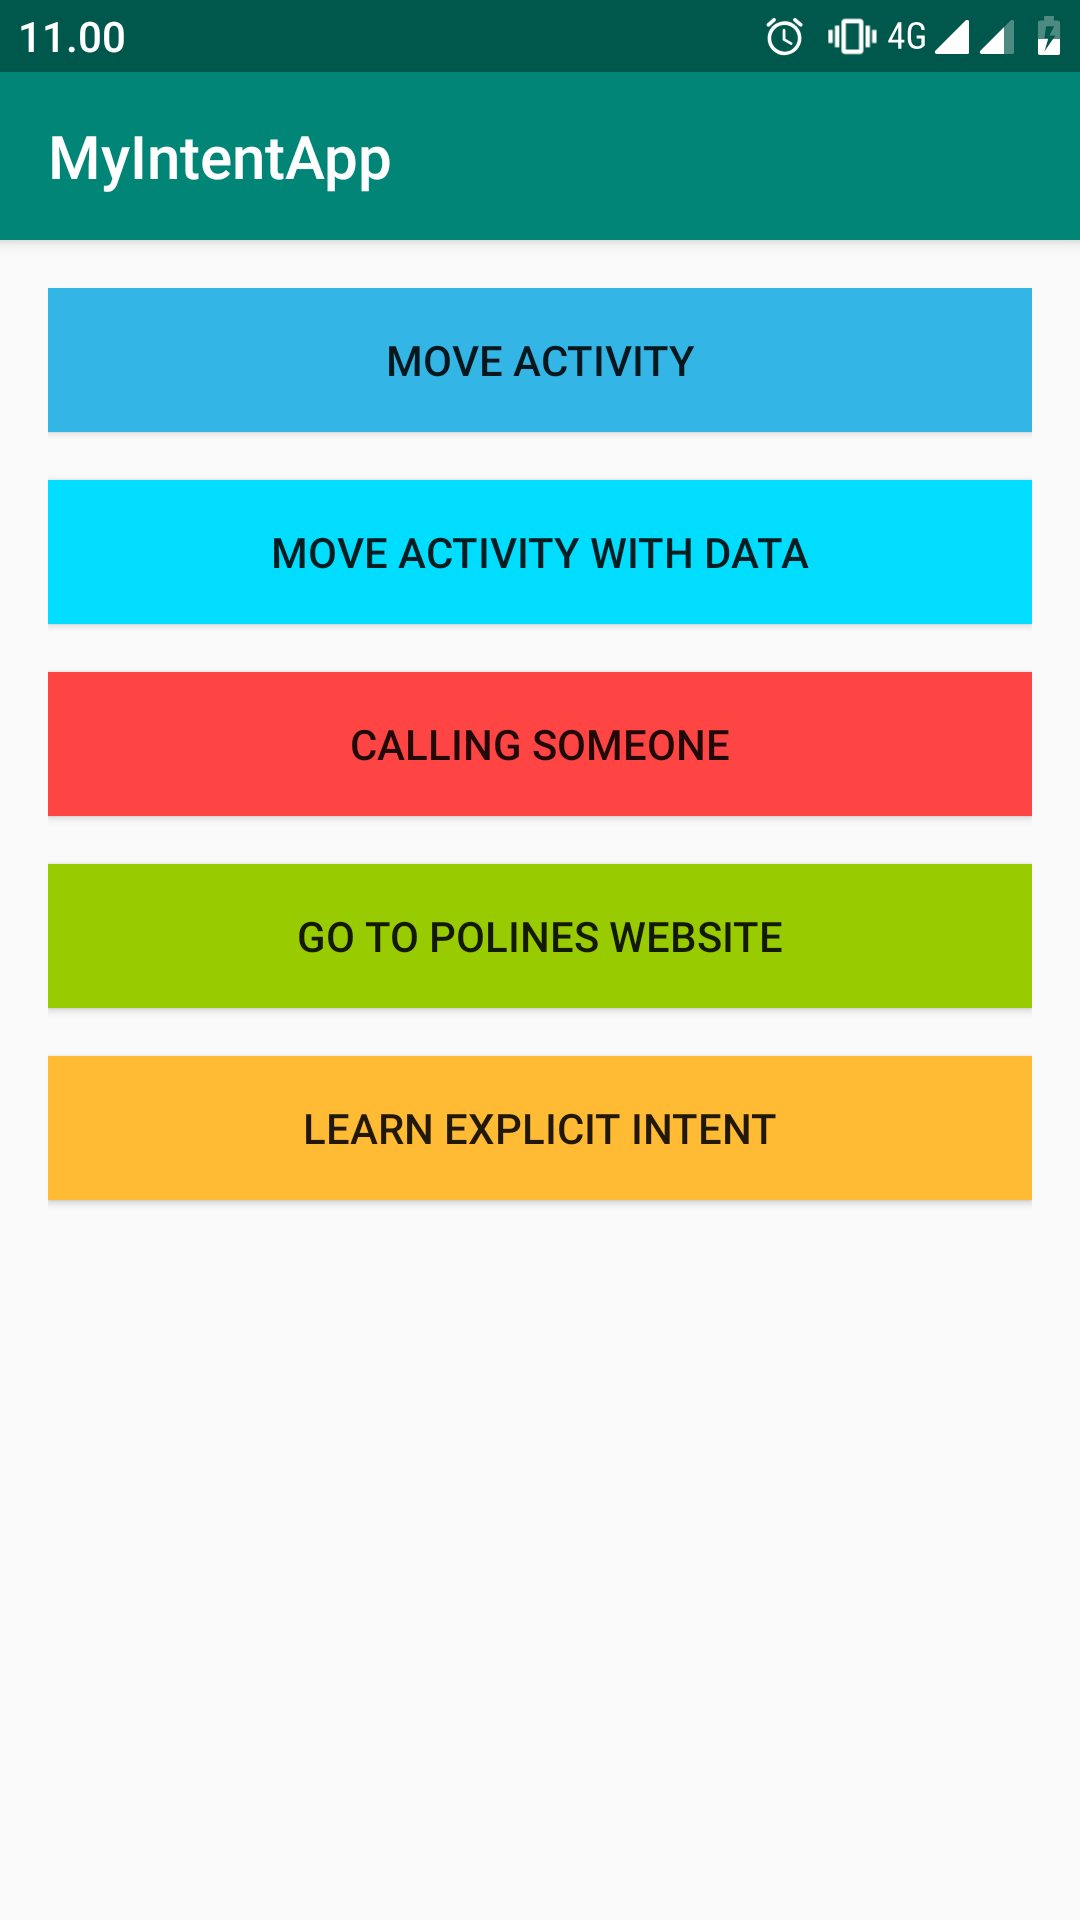 11.00 4G
MyIntentApp
MOVE ACTIVITY
MOVE ACTIVITY WITH DATA
CALLING SOMEONE
GO TO POLINES WEBSITE
LEARN EXPLICIT INTENT